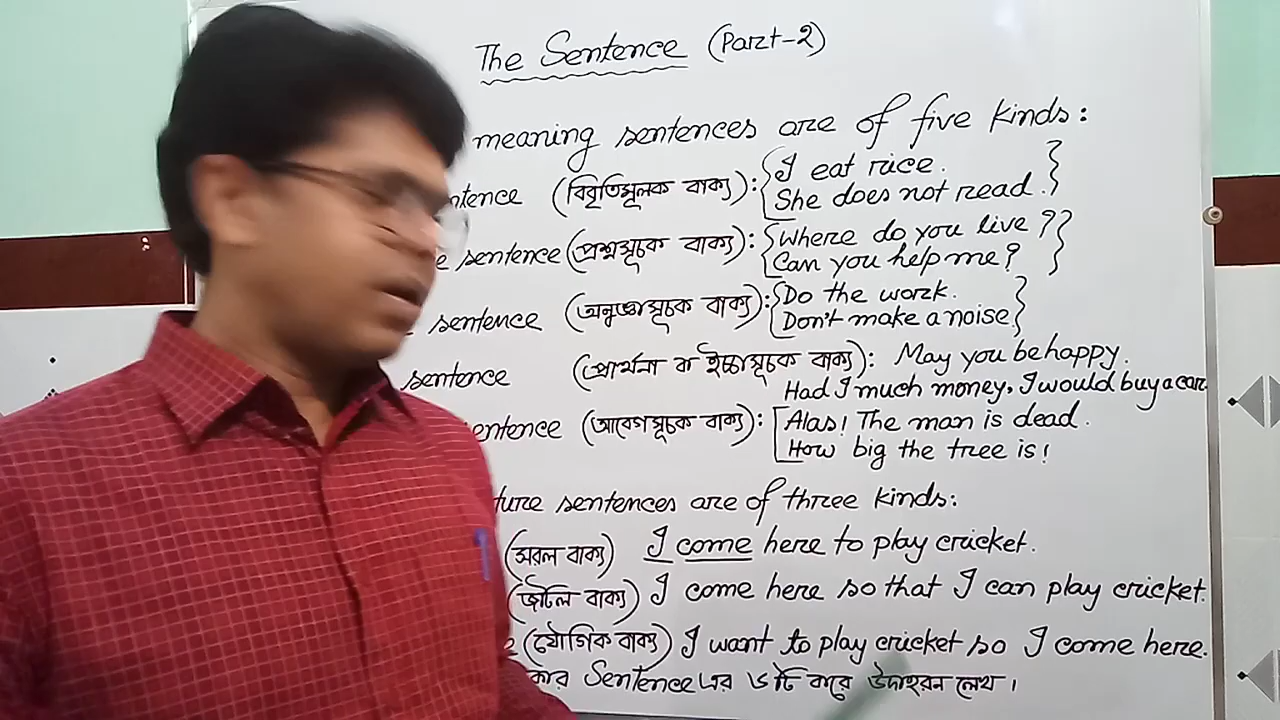 The Sentence (Part-2)
meaning sentences are of five kinds:
ntence (বিবৃতিমূলক বাক্য): { I eat rice.
She does not read. }
e sentence (প্রশ্নসূচক বাক্য): { Where do you live ? }
Can you help me?
sentence (অনুজ্ঞাসূচক বাক্য): { Do the work.
Don't make a noise }
sentence (প্রার্থনা বা ইচ্ছাসূচক বাক্য): May you be happy.
Had I much money, I would buy a car
entence (আবেগসূচক বাক্য): [ Alas! The man is dead.
How big the tree is!
ture sentences are of three kinds:
(সরল বাক্য) I come here to play cricket.
(জটিল বাক্য) I come here so that I can play cricket.
e (যৌগিক বাক্য) I want to play cricket so I come here.
কার Sentence এর ৬ টি করে উদাহরন লেখ।